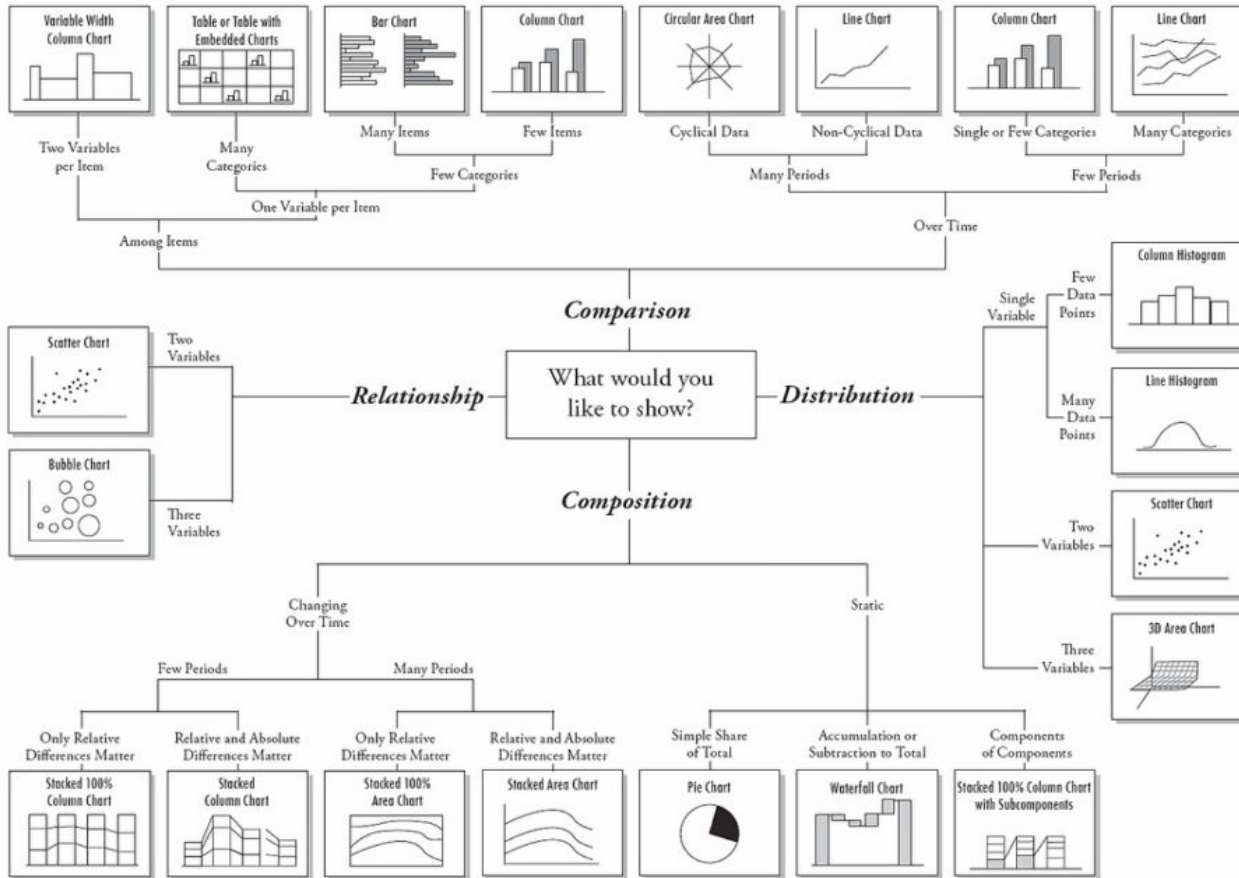 Variable Width
Column Chart
Table or Table with
Embedded Charts
Bar Chart
Column Chart
Circular Area Chart
Line Chart
Column Chart
Line Chart
Two Variables
per Item
Many
Categories
Many Items
Few Items
Cyclical Data
Non-Cyclical Data
Single or Few Categories
Many Categories
Few Categories
Many Periods
Few Periods
One Variable per Item
Among Items
Over Time
Comparison
What would you
like to show?
Relationship
Two
Variables
Scatter Chart
Three
Variables
Bubble Chart
Distribution
Single
Variable
Few
Data
Points
Column Histogram
Many
Data
Points
Line Histogram
Two
Variables
Scatter Chart
Three
Variables
3D Area Chart
Composition
Changing
Over Time
Static
Few Periods
Many Periods
Only Relative
Differences Matter
Relative and Absolute
Differences Matter
Only Relative
Differences Matter
Relative and Absolute
Differences Matter
Simple Share
of Total
Accumulation or
Subtraction to Total
Components
of Components
Stacked 100%
Column Chart
Stacked
Column Chart
Stacked 100%
Area Chart
Stacked Area Chart
Pie Chart
Waterfall Chart
Stacked 100% Column Chart
with Subcomponents